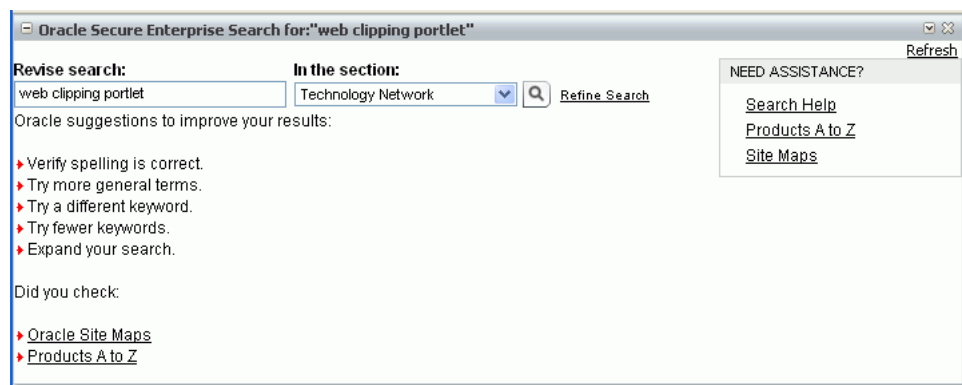 Oracle Secure Enterprise Search for:"web clipping portlet"
Refresh
Revise search:
In the section:
web clipping portlet
Technology Network
Refine Search
Oracle suggestions to improve your results:
Verify spelling is correct.
Try more general terms.
Try a different keyword.
Try fewer keywords.
Expand your search.
Did you check:
Oracle Site Maps
Products A to Z
NEED ASSISTANCE?
Search Help
Products A to Z
Site Maps